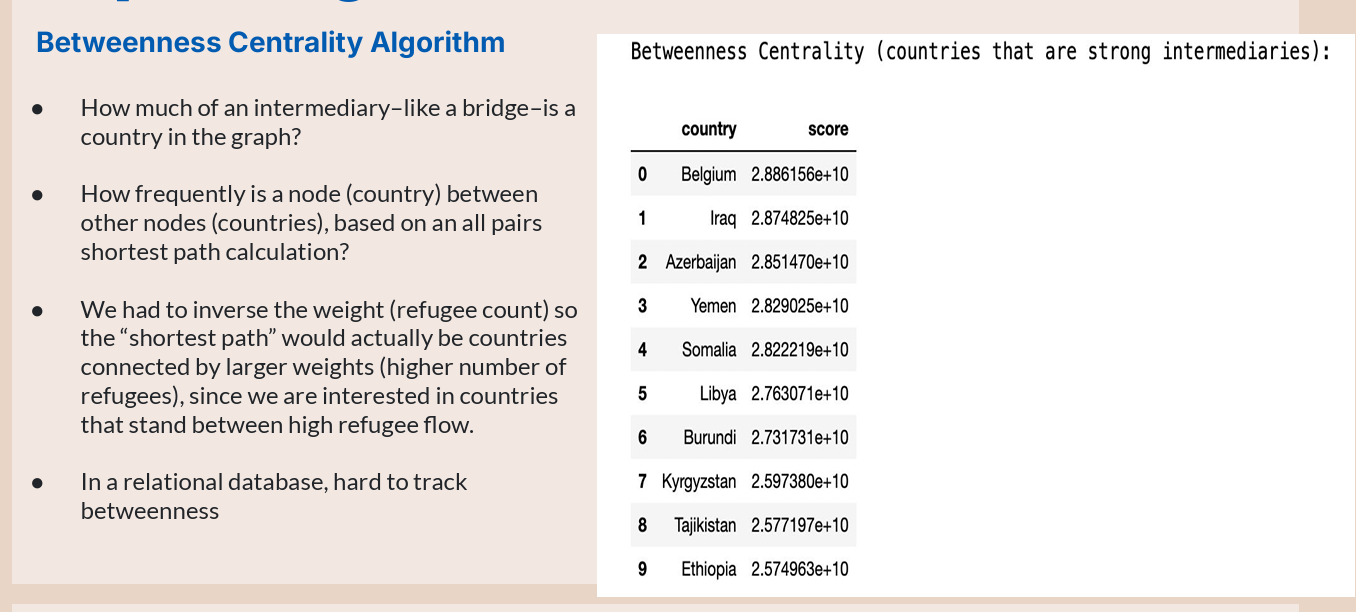 Betweenness Centrality Algorithm
● How much of an intermediary–like a bridge–is a
country in the graph?
● How frequently is a node (country) between
other nodes (countries), based on an all pairs
shortest path calculation?
● We had to inverse the weight (refugee count) so
the “shortest path” would actually be countries
connected by larger weights (higher number of
refugees), since we are interested in countries
that stand between high refugee flow.
● In a relational database, hard to track
betweenness
Betweenness Centrality (countries that are strong intermediaries):
country score
0 Belgium 2.886156e+10
1 Iraq 2.874825e+10
2 Azerbaijan 2.851470e+10
3 Yemen 2.829025e+10
4 Somalia 2.822219e+10
5 Libya 2.763071e+10
6 Burundi 2.731731e+10
7 Kyrgyzstan 2.597380e+10
8 Tajikistan 2.577197e+10
9 Ethiopia 2.574963e+10